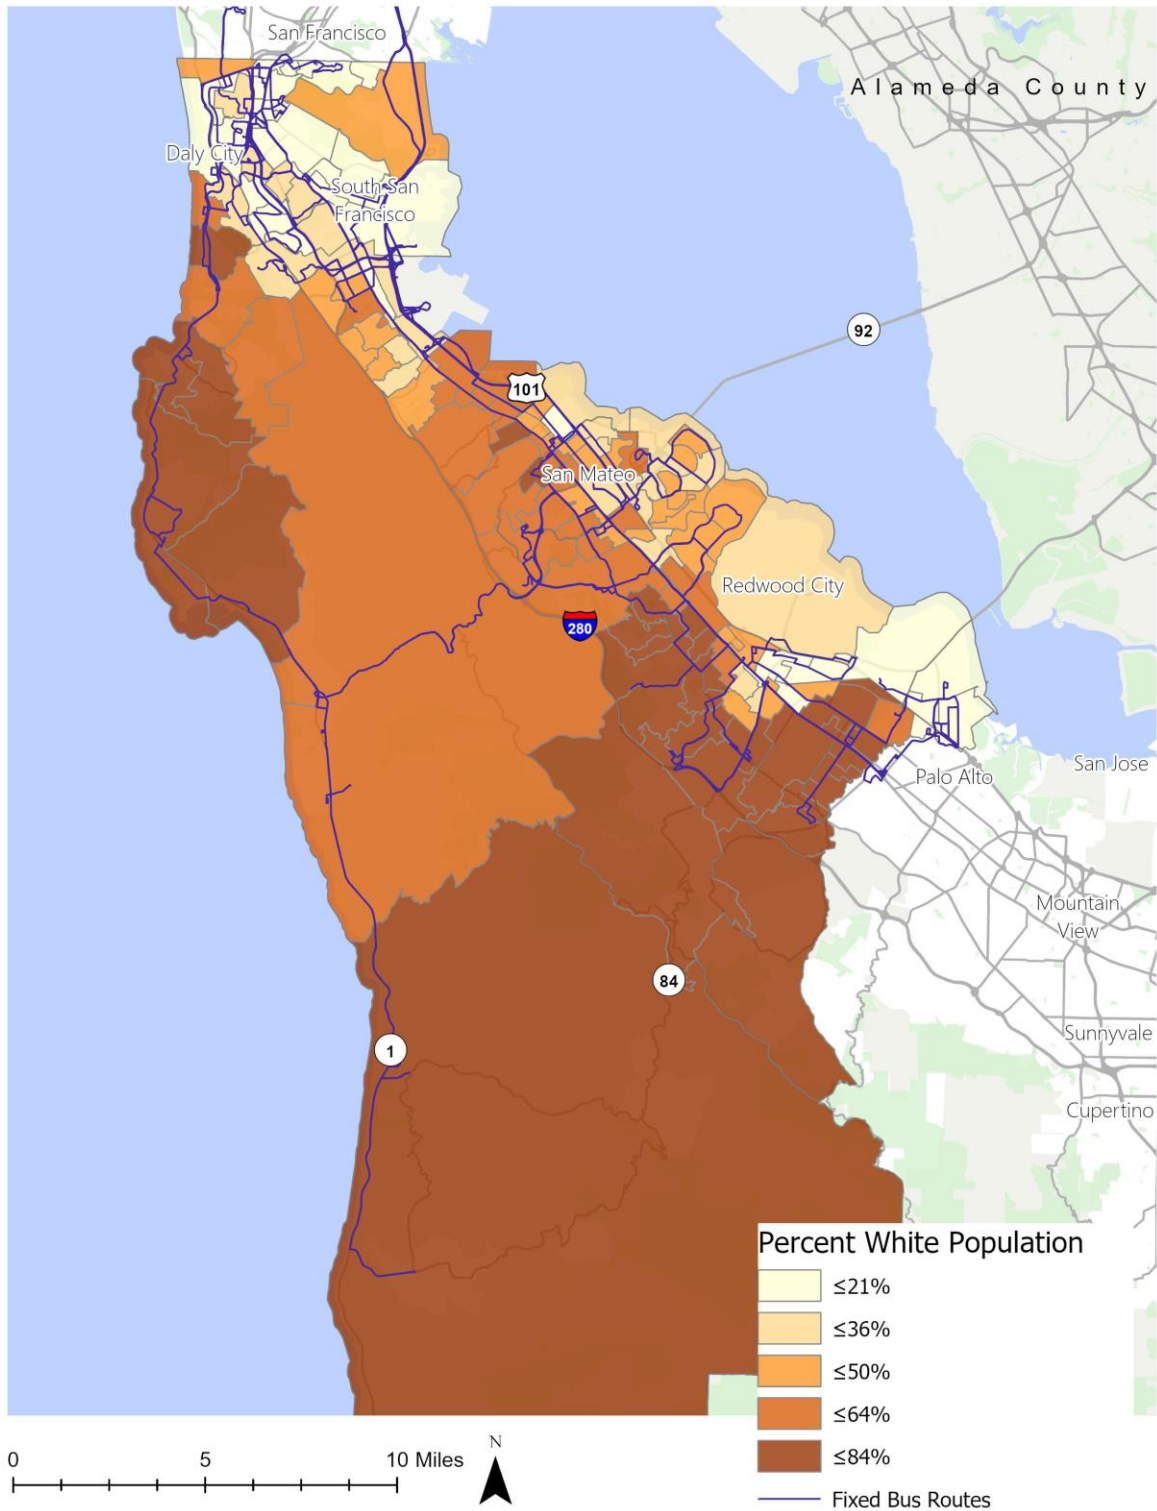 San Francisco
Alameda County
Daly City
South San
Francisco
92
101
San Mateo
Redwood City
280
San Jose
Palo Alto
Mountain
View
84
Sunnyvale
1
Cupertino
Percent White Population
≤21%
≤36%
≤50%
≤64%
≤84%
Fixed Bus Routes
0 5 10 Miles
N